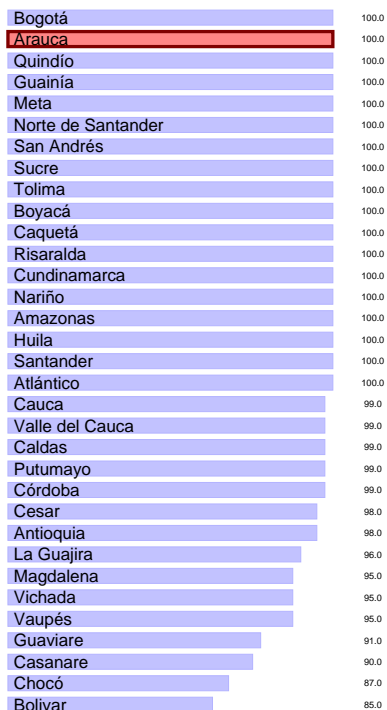 Bogotá 100.0
Arauca 100.0
Quindío 100.0
Guainía 100.0
Meta 100.0
Norte de Santander 100.0
San Andrés 100.0
Sucre 100.0
Tolima 100.0
Boyacá 100.0
Caquetá 100.0
Risaralda 100.0
Cundinamarca 100.0
Nariño 100.0
Amazonas 100.0
Huila 100.0
Santander 100.0
Atlántico 100.0
Cauca 99.0
Valle del Cauca 99.0
Caldas 99.0
Putumayo 99.0
Córdoba 99.0
Cesar 98.0
Antioquia 98.0
La Guajira 96.0
Magdalena 95.0
Vichada 95.0
Vaupés 95.0
Guaviare 91.0
Casanare 90.0
Chocó 87.0
Bolivar 85.0